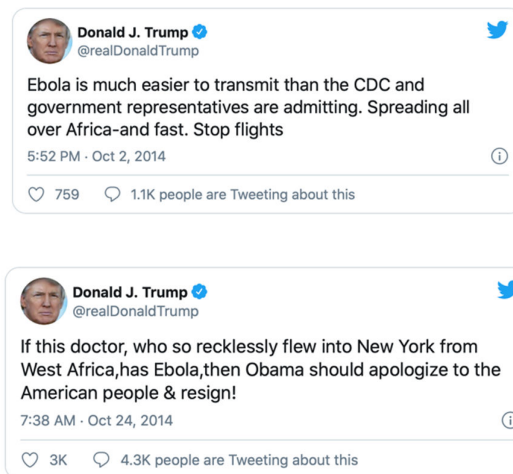 Donald J. Trump
@realDonaldTrump
Ebola is much easier to transmit than the CDC and
government representatives are admitting. Spreading all
over Africa-and fast. Stop flights
5:52 PM · Oct 2, 2014
759 1.1K people are Tweeting about this
Donald J. Trump
@realDonaldTrump
If this doctor, who so recklessly flew into New York from
West Africa,has Ebola,then Obama should apologize to the
American people & resign!
7:38 AM · Oct 24, 2014
3K 4.3K people are Tweeting about this